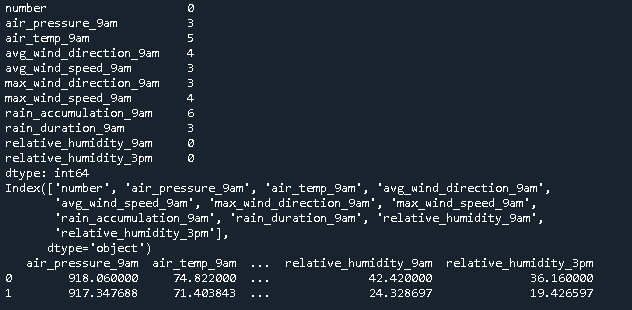 number 0
air_pressure_9am 3
air_temp_9am 5
avg_wind_direction_9am 4
avg_wind_speed_9am 3
max_wind_direction_9am 3
max_wind_speed_9am 4
rain_accumulation_9am 6
rain_duration_9am 3
relative_humidity_9am 0
relative_humidity_3pm 0
dtype: int64
Index(['number', 'air_pressure_9am', 'air_temp_9am', 'avg_wind_direction_9am',
'avg_wind_speed_9am', 'max_wind_direction_9am', 'max_wind_speed_9am',
'rain_accumulation_9am', 'rain_duration_9am', 'relative_humidity_9am',
'relative_humidity_3pm'],
dtype='object')
air_pressure_9am air_temp_9am ... relative_humidity_9am relative_humidity_3pm
0 918.060000 74.822000 ... 42.420000 36.160000
1 917.347688 71.403843 ... 24.328697 19.426597